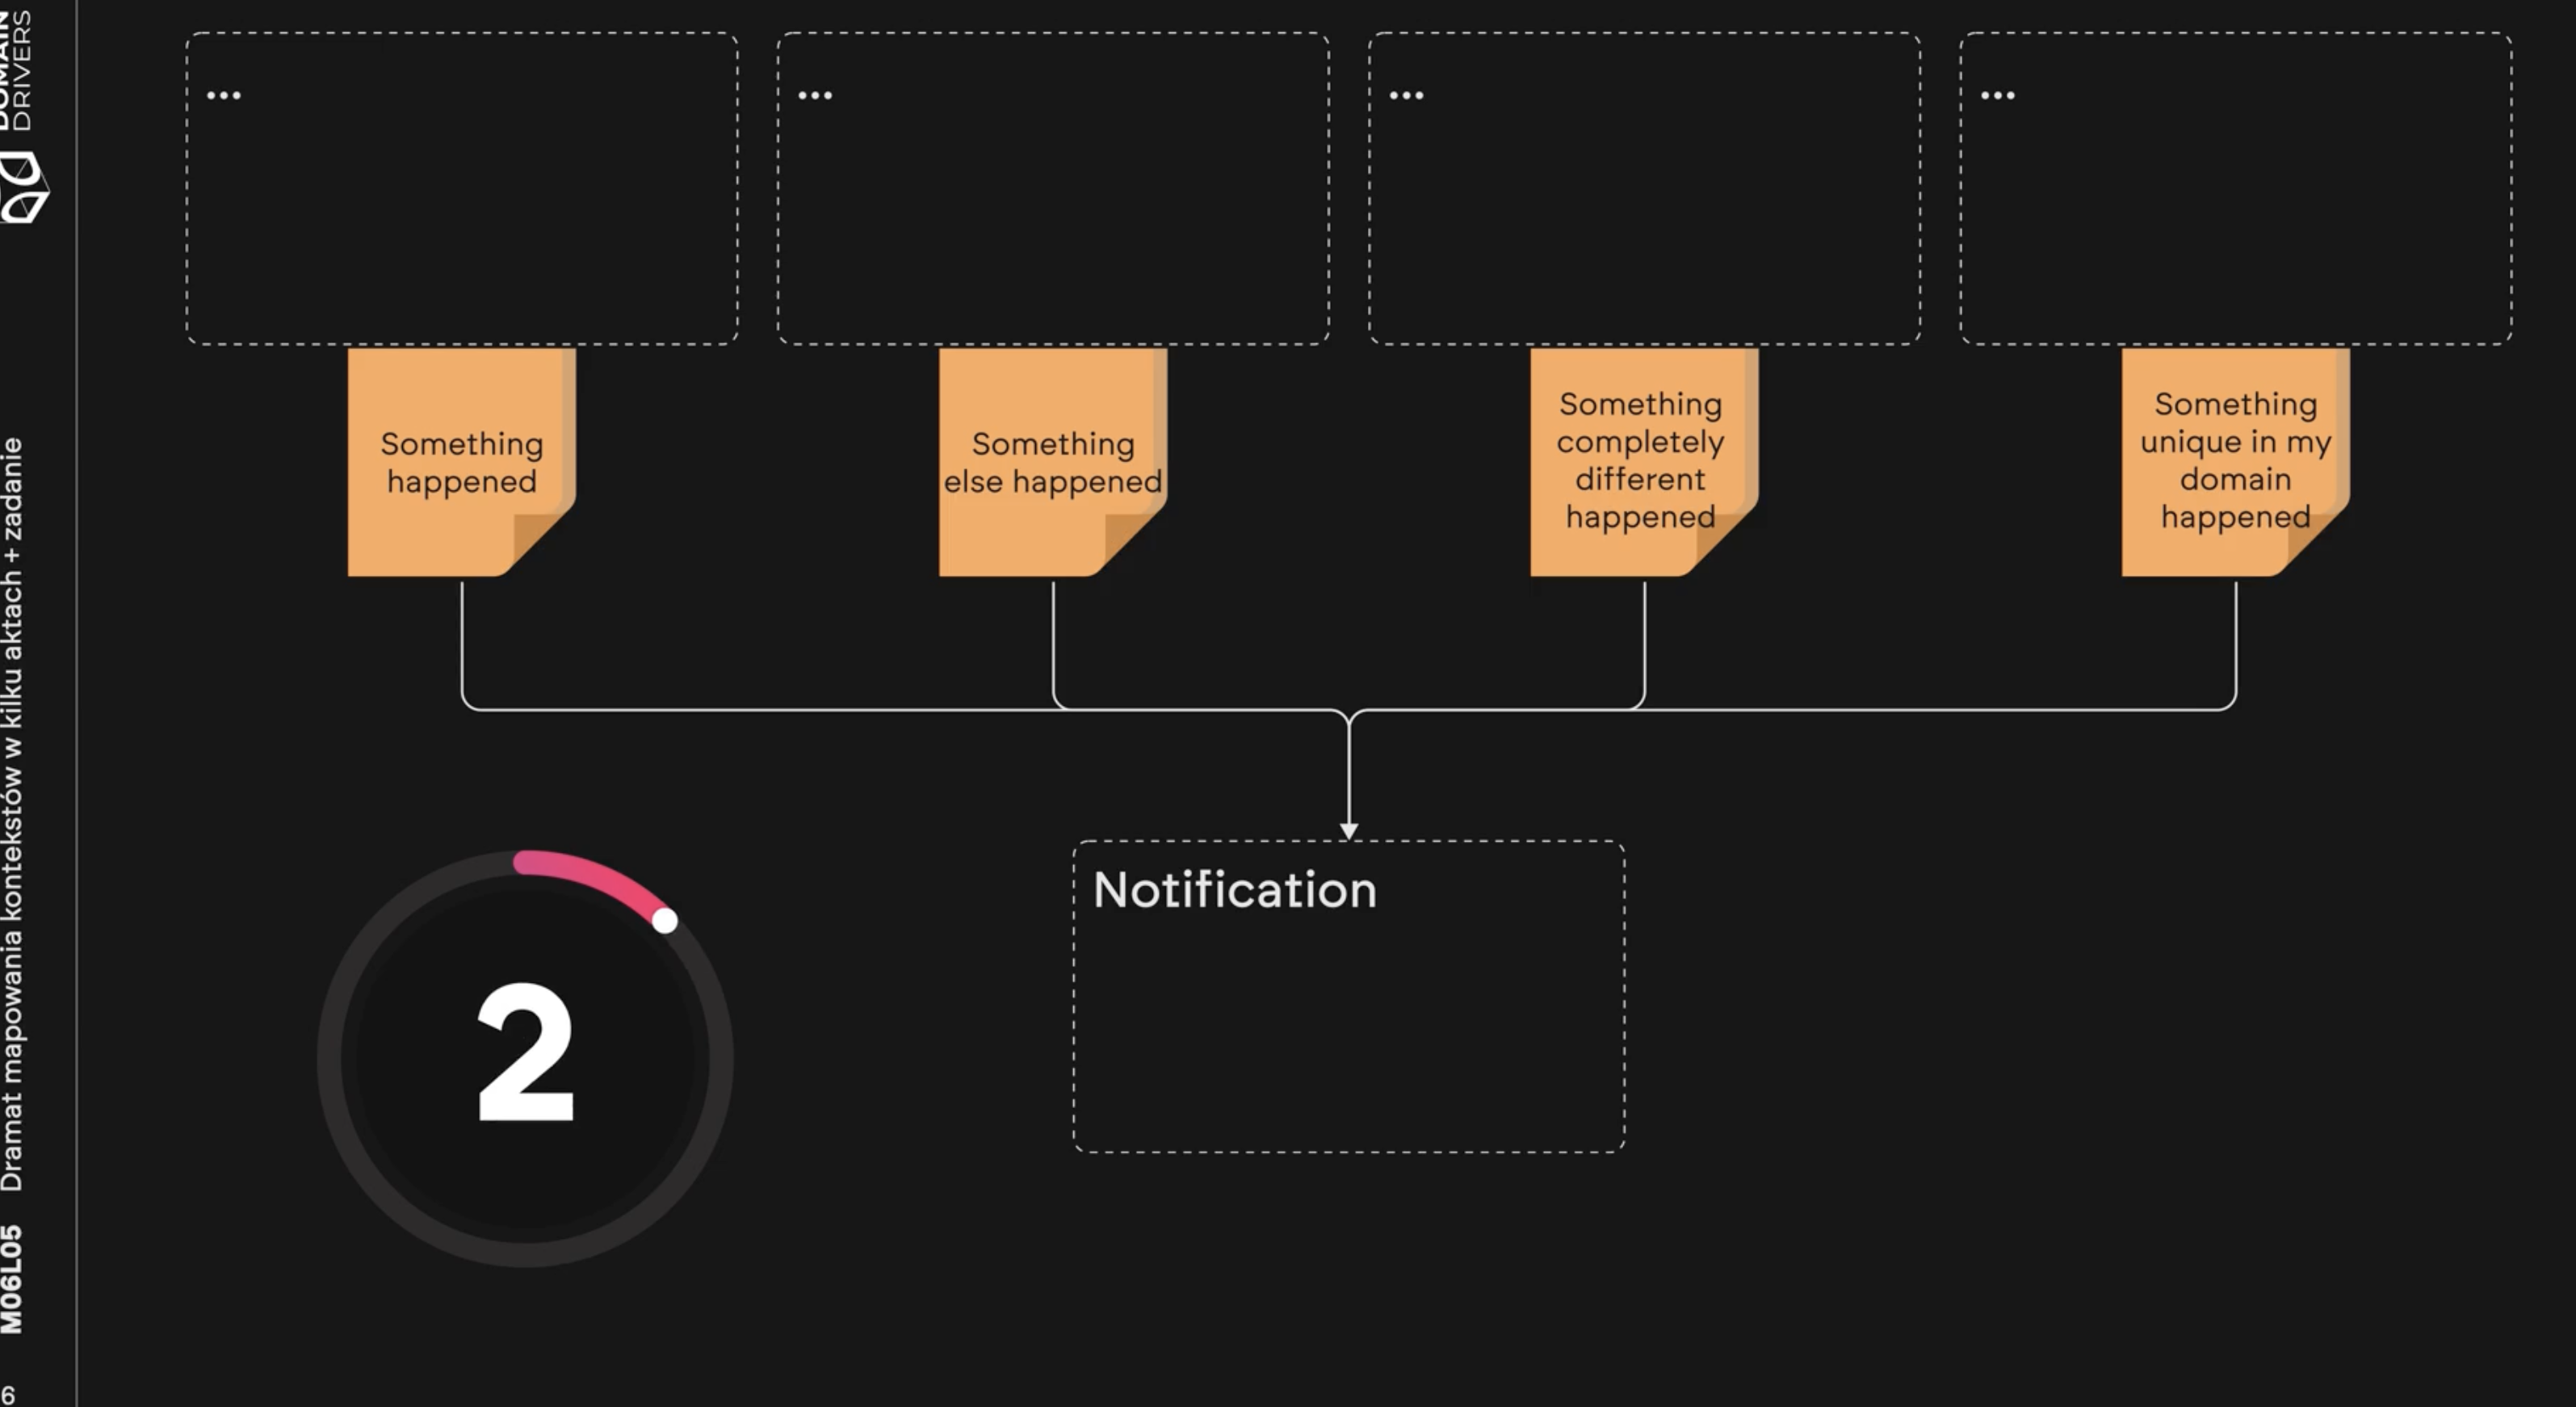 DOMAIN
DRIVERS
...
...
...
...
Something
happened
Something
else happened
Something
completely
different
happened
Something
unique in my
domain
happened
Notification
2
M06L05 Dramat mapowania kontekstów w kilku aktach + zadanie
6